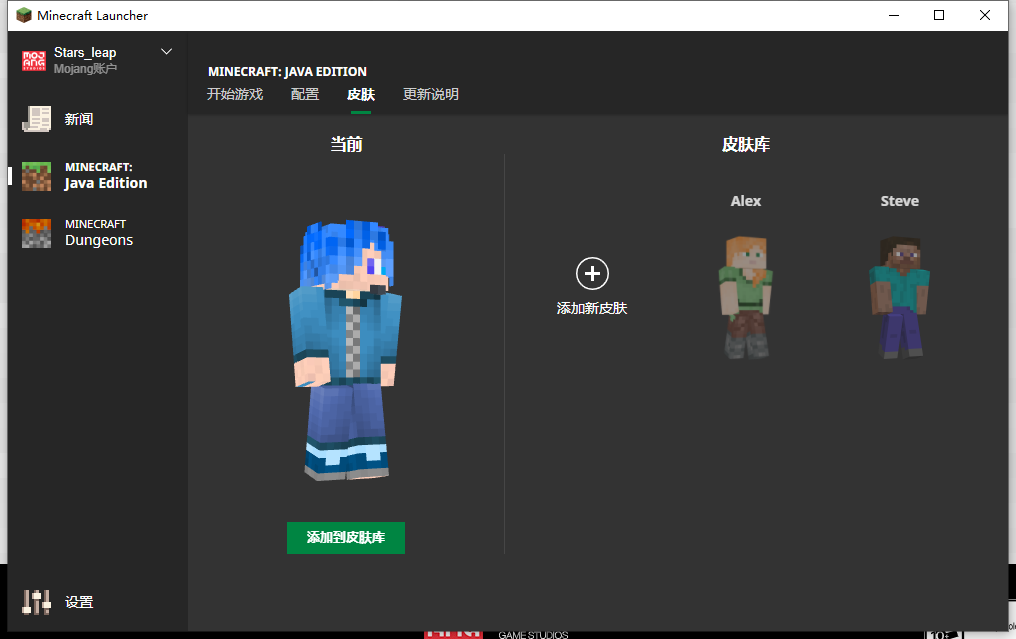 Minecraft Launcher
MOJANG STUDIOS
Stars_leap
Mojang账户
新闻
MINECRAFT:
Java Edition
MINECRAFT
Dungeons
设置
MINECRAFT: JAVA EDITION
开始游戏 配置 皮肤 更新说明
当前
添加到皮肤库
皮肤库
添加新皮肤
Alex
Steve
GAME STUDIOS